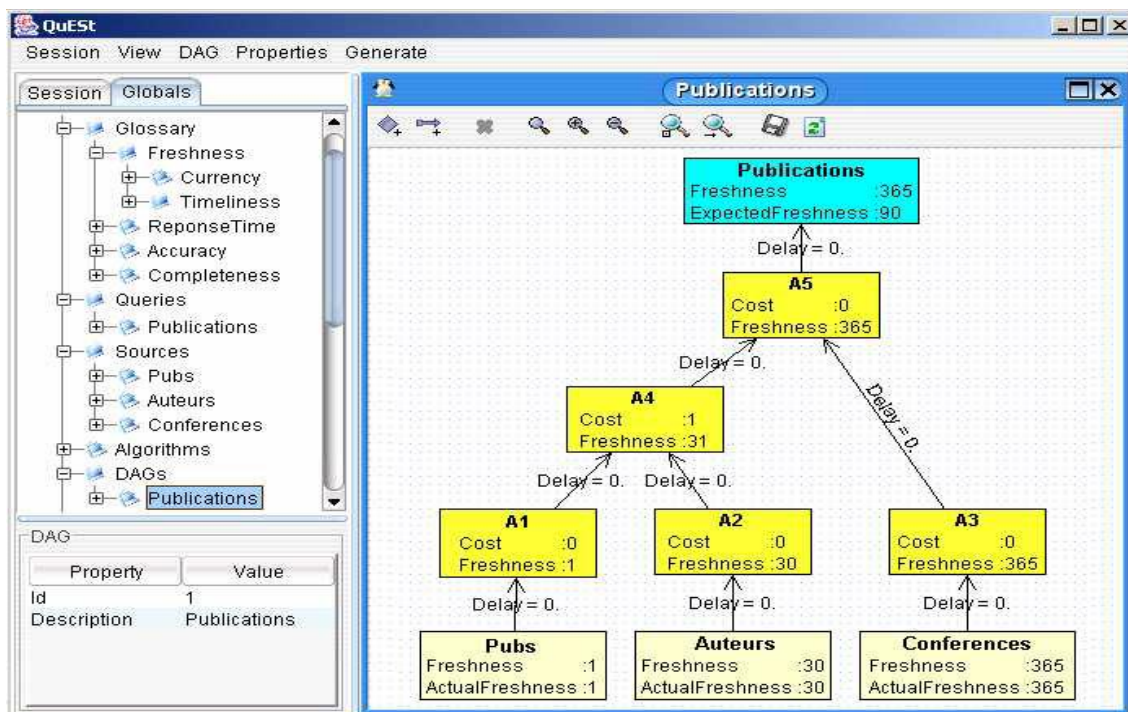 QuESt
Session View DAG Properties Generate
Session Globals
Glossary
Freshness
Currency
Timeliness
ReponseTime
Accuracy
Completeness
Queries
Publications
Sources
Pubs
Auteurs
Conferences
Algorithms
DAGs
Publications
DAG
Property Value
Id 1
Description Publications
Publications
Publications
Freshness :365
ExpectedFreshness :90
Delay = 0.
A5
Cost :0
Freshness :365
Delay = 0.
Delay = 0.
A4
Cost :1
Freshness :31
Delay = 0. Delay = 0.
A1
Cost :0
Freshness :1
A2
Cost :0
Freshness :30
A3
Cost :0
Freshness :365
Delay = 0. Delay = 0. Delay = 0.
Pubs
Freshness :1
ActualFreshness :1
Auteurs
Freshness :30
ActualFreshness :30
Conferences
Freshness :365
ActualFreshness :365